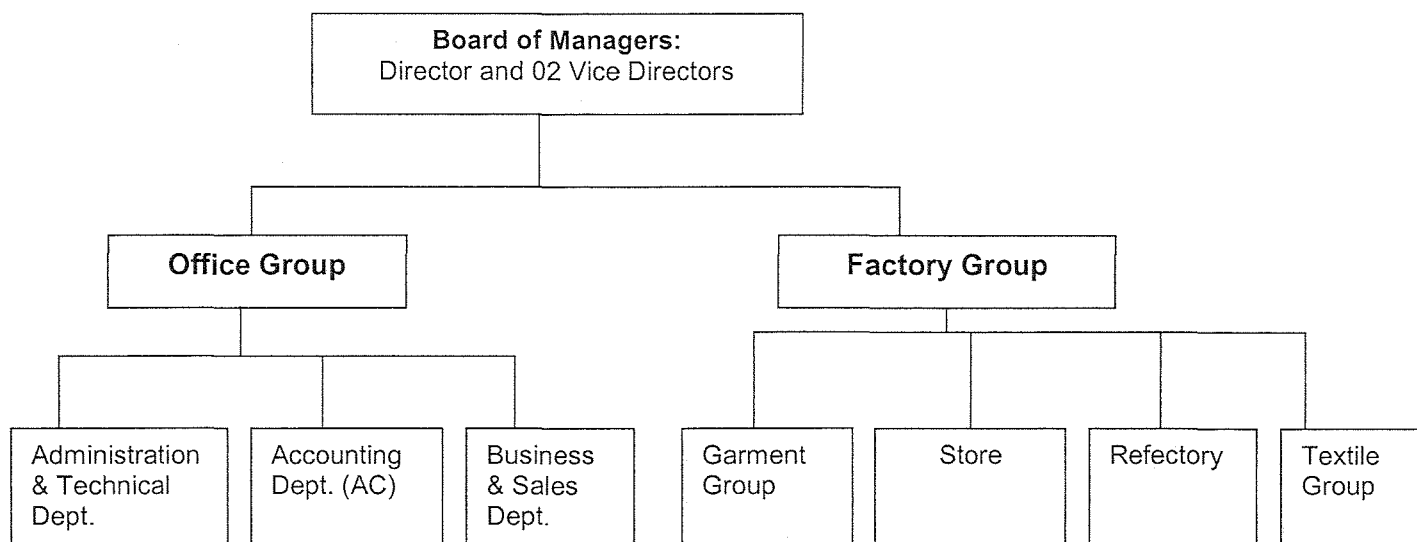 Board of Managers:
Director and 02 Vice Directors
Office Group
Factory Group
Administration
& Technical
Dept.
Accounting
Dept. (AC)
Business
& Sales
Dept.
Garment
Group
Store
Refectory
Textile
Group